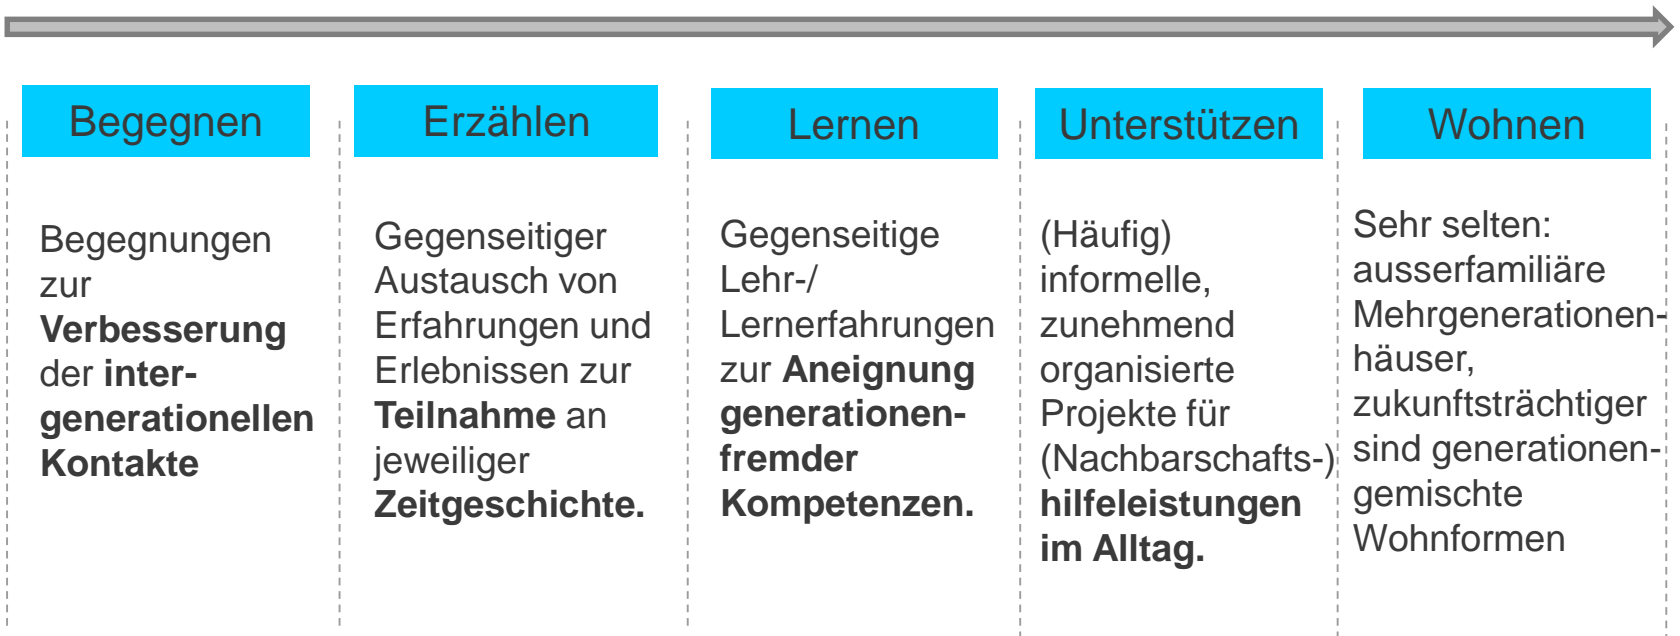 Begegnen
Begegnungen
zur
Verbesserung
der inter-
generationellen
Kontakte
Erzählen
Gegenseitiger
Austausch von
Erfahrungen und
Erlebnissen zur
Teilnahme an
jeweiliger
Zeitgeschichte.
Lernen
Gegenseitige
Lehr-/
Lernerfahrungen
zur Aneignung
generationen-
fremder
Kompetenzen.
Unterstützen
(Häufig)
informelle,
zunehmend
organisierte
Projekte für
(Nachbarschafts-)
hilfeleistungen
im Alltag.
Wohnen
Sehr selten:
ausserfamiliäre
Mehrgenerationen-
häuser,
zukunftsträchtiger
sind generationen-
gemischte
Wohnformen